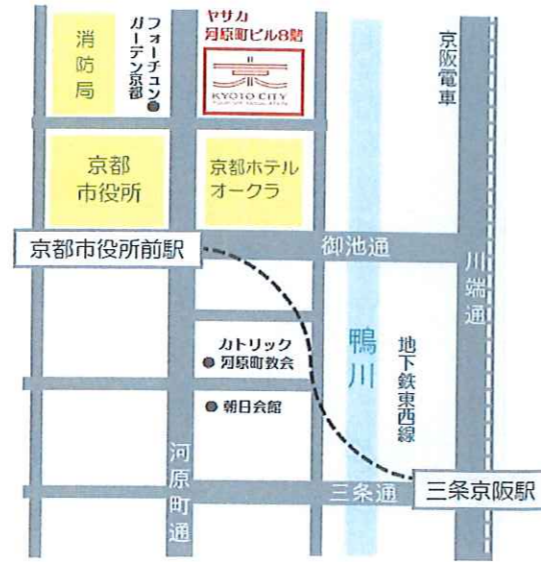 ヤサカ
河原町ビル8階
KYOTO CITY
消防局
フォーチュン
ガーデン京都
京阪電車
京都
市役所
京都ホテル
オークラ
京都市役所前駅
御池通
川端通
カトリック
河原町教会
鴨川
地下鉄東西線
朝日会館
河原町通
三条通
三条京阪駅